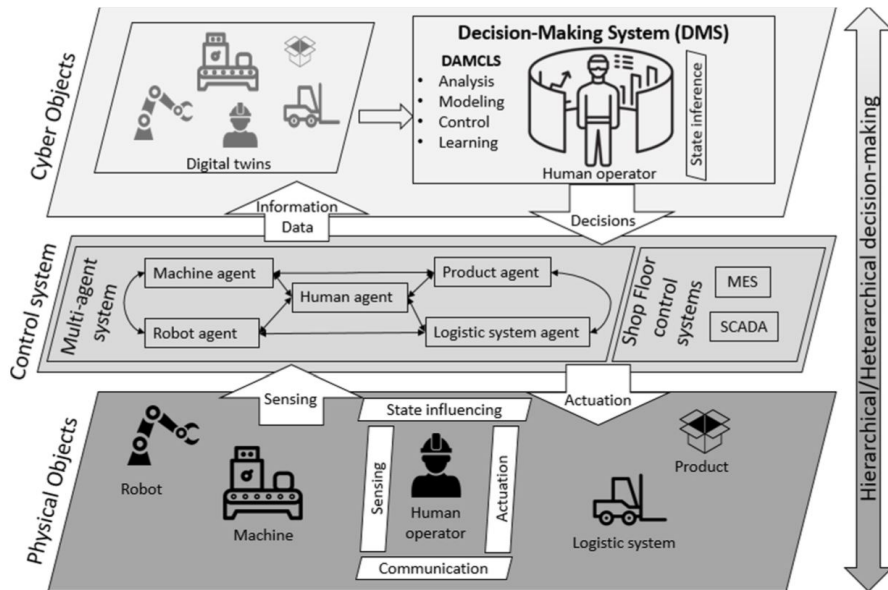 Cyber Objects
Digital twins
Decision-Making System (DMS)
DAMCLS
• Analysis
• Modeling
• Control
• Learning
Human operator
State inference
Information
Data
Decisions
Control system
Multi-agent
system
Machine agent
Product agent
Human agent
Robot agent
Logistic system agent
Shop Floor
control
systems
MES
SCADA
Sensing
Actuation
Physical Objects
Robot
Machine
State influencing
Sensing
Human
operator
Actuation
Communication
Product
Logistic system
Hierarchical/Heterarchical decision-making